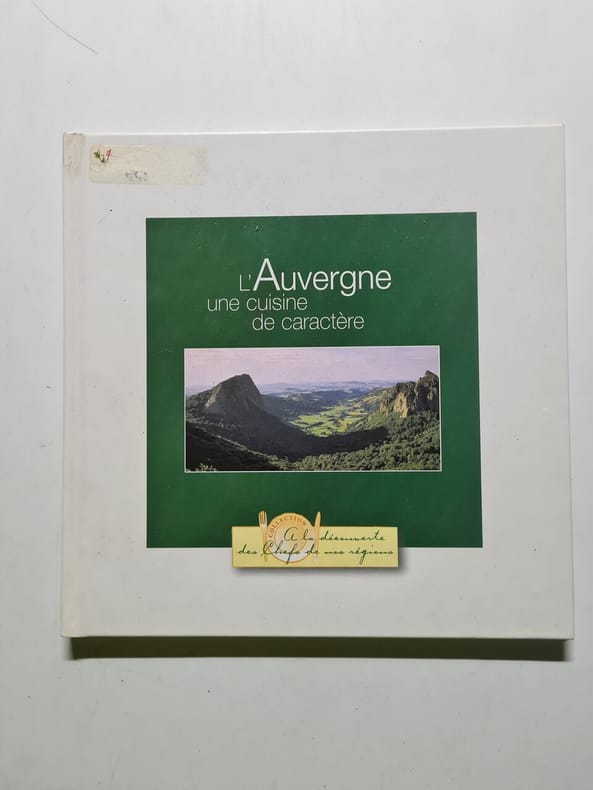 L'Auvergne
une cuisine
de caractère
COLLECTION
A la découverte
des Chefs de nos régions